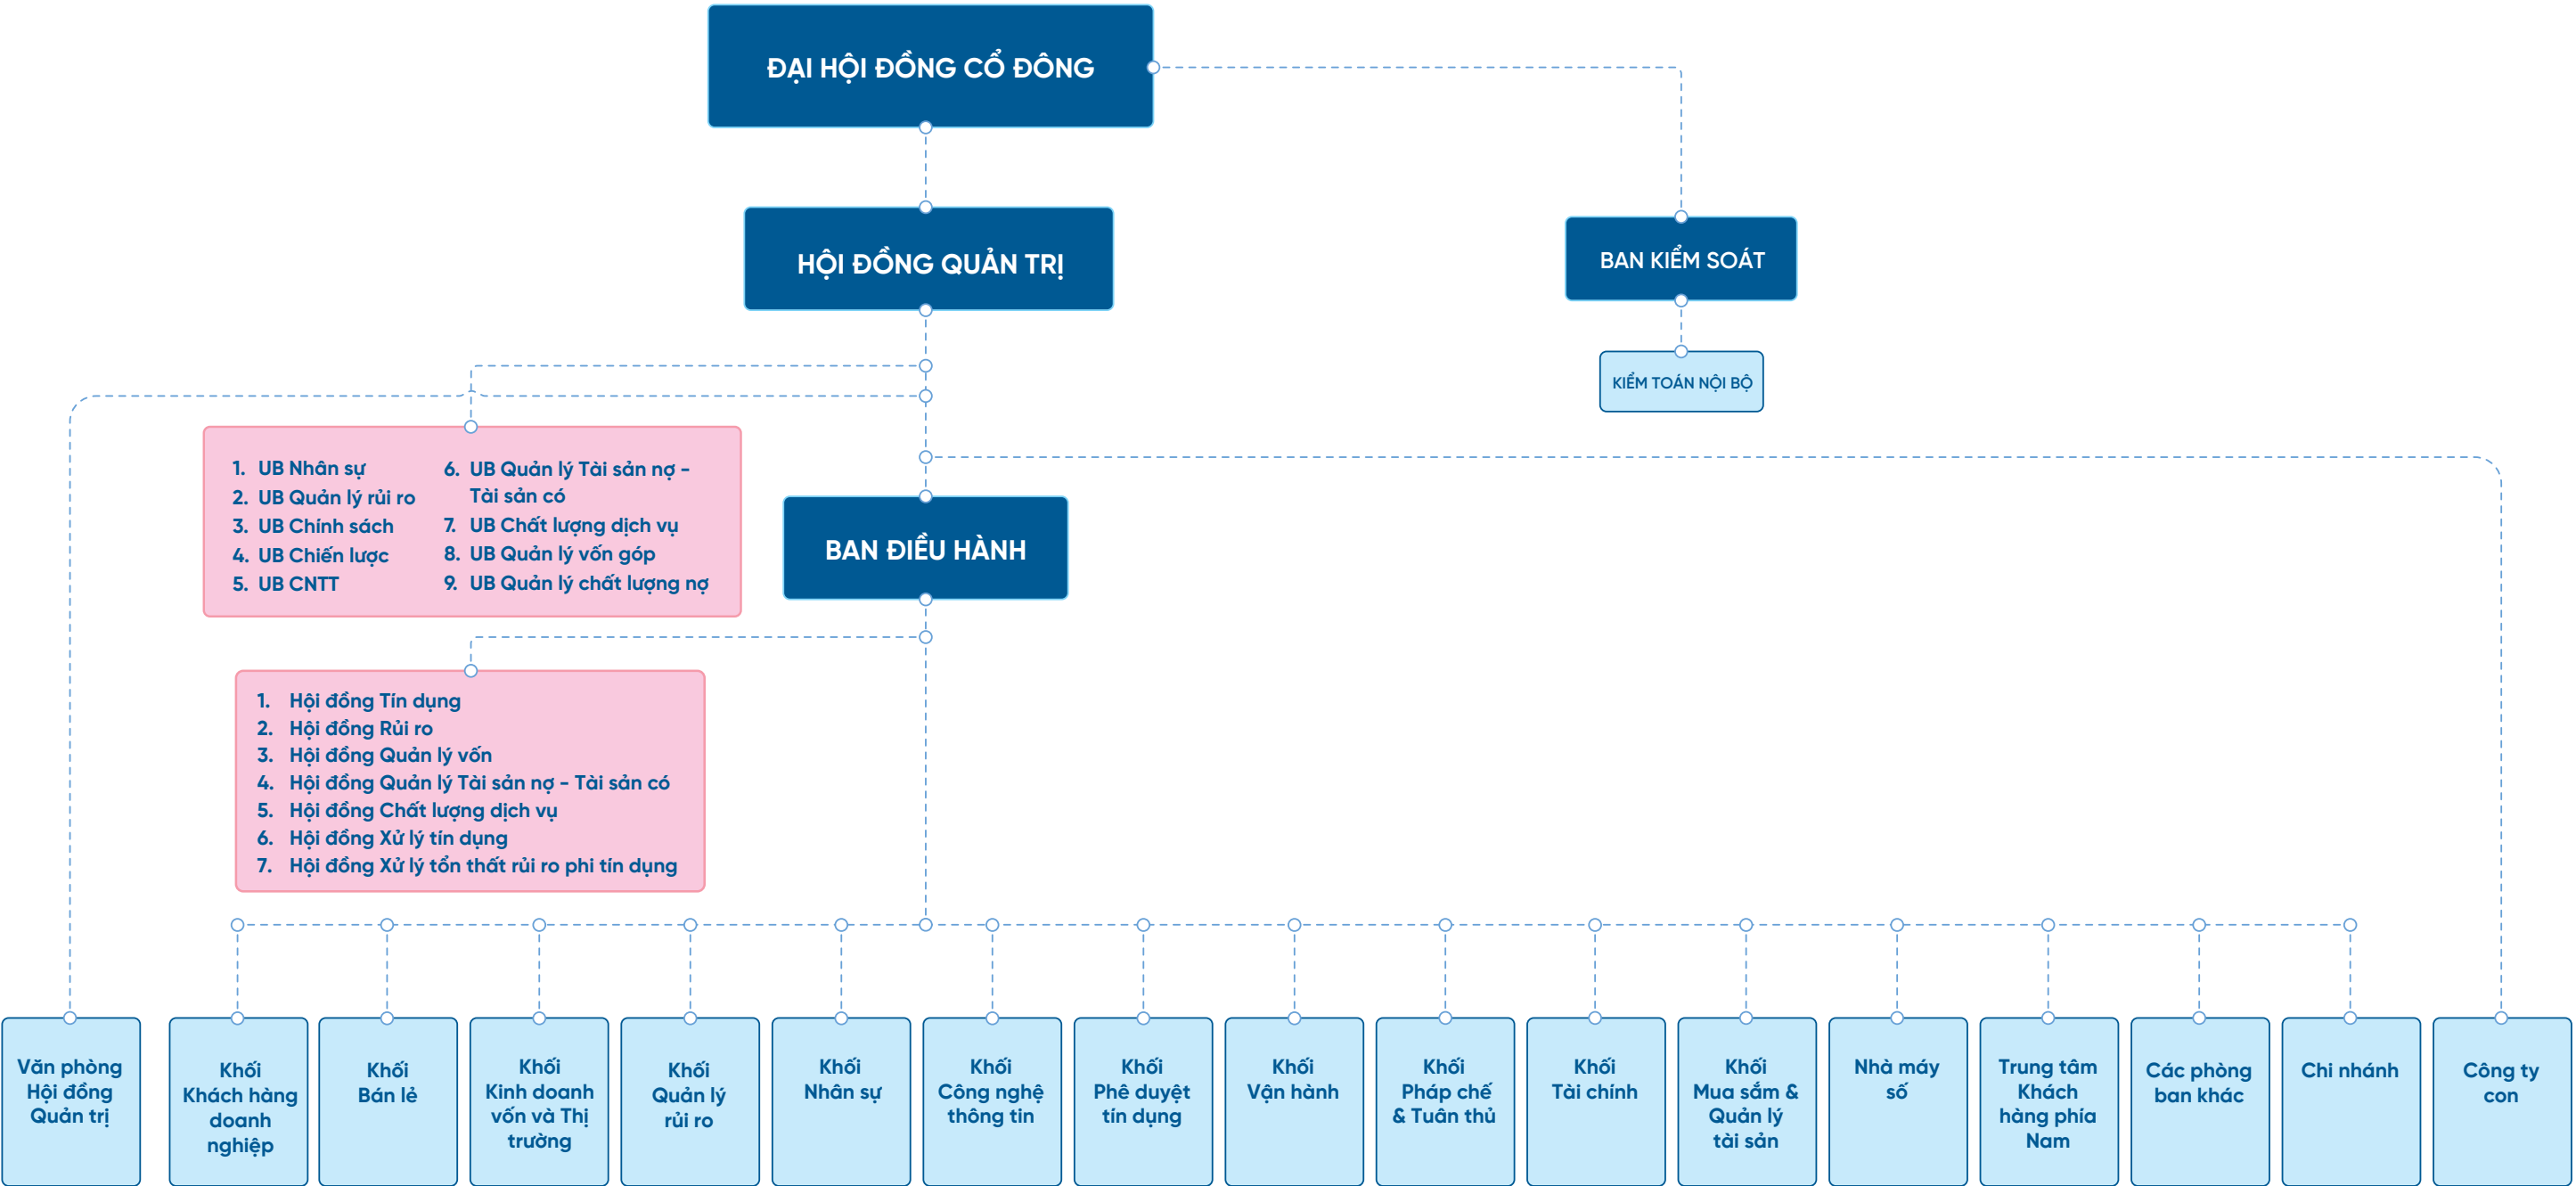 ĐẠI HỘI ĐỒNG CỔ ĐÔNG
HỘI ĐỒNG QUẢN TRỊ
BAN KIỂM SOÁT
KIỂM TOÁN NỘI BỘ
1. UB Nhân sự
2. UB Quản lý rủi ro
3. UB Chính sách
4. UB Chiến lược
5. UB CNTT
6. UB Quản lý Tài sản nợ -
Tài sản có
7. UB Chất lượng dịch vụ
8. UB Quản lý vốn góp
9. UB Quản lý chất lượng nợ
BAN ĐIỀU HÀNH
1. Hội đồng Tín dụng
2. Hội đồng Rủi ro
3. Hội đồng Quản lý vốn
4. Hội đồng Quản lý Tài sản nợ - Tài sản có
5. Hội đồng Chất lượng dịch vụ
6. Hội đồng Xử lý tín dụng
7. Hội đồng Xử lý tổn thất rủi ro phi tín dụng
Văn phòng
Hội đồng
Quản trị
Khối
Khách hàng
doanh
nghiệp
Khối
Bán lẻ
Khối
Kinh doanh
vốn và Thị
trường
Khối
Quản lý
rủi ro
Khối
Nhân sự
Khối
Công nghệ
thông tin
Khối
Phê duyệt
tín dụng
Khối
Vận hành
Khối
Pháp chế
& Tuân thủ
Khối
Tài chính
Khối
Mua sắm &
Quản lý
tài sản
Nhà máy
số
Trung tâm
Khách
hàng phía
Nam
Các phòng
ban khác
Chi nhánh
Công ty
con